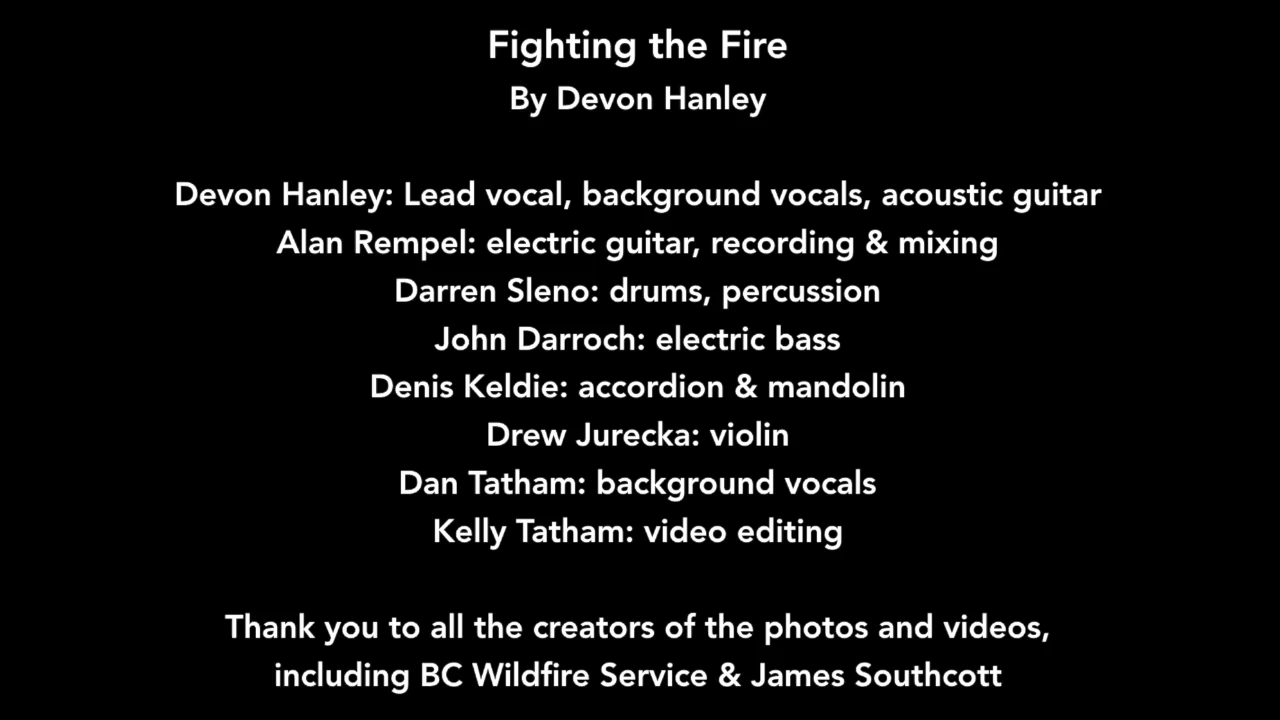 Fighting the Fire
By Devon Hanley
Devon Hanley: Lead vocal, background vocals, acoustic guitar
Alan Rempel: electric guitar, recording & mixing
Darren Sleno: drums, percussion
John Darroch: electric bass
Denis Keldie: accordion & mandolin
Drew Jurecka: violin
Dan Tatham: background vocals
Kelly Tatham: video editing
Thank you to all the creators of the photos and videos,
including BC Wildfire Service & James Southcott